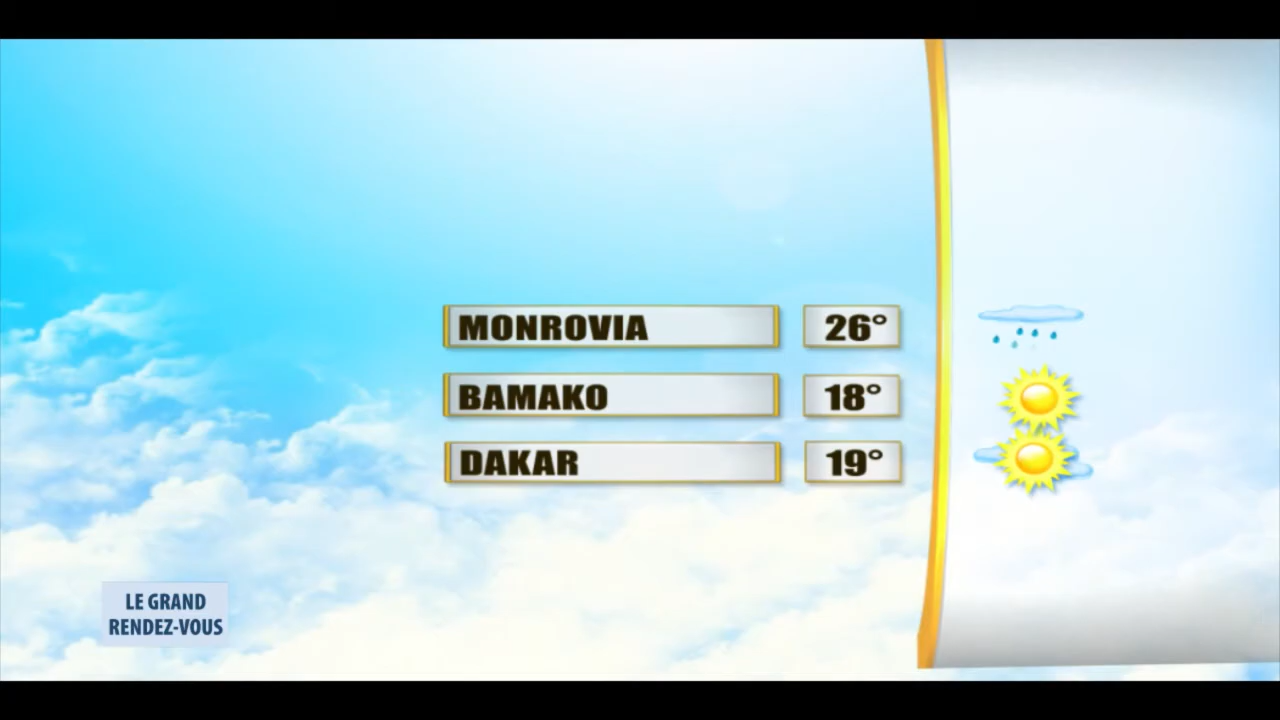 MONROVIA 26°
BAMAKO 18°
DAKAR 19°
LE GRAND
RENDEZ-VOUS